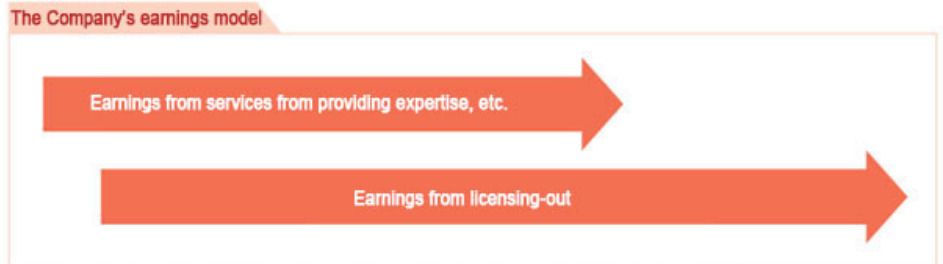 The Company's earnings model
Earnings from services from providing expertise, etc.
Earnings from licensing-out